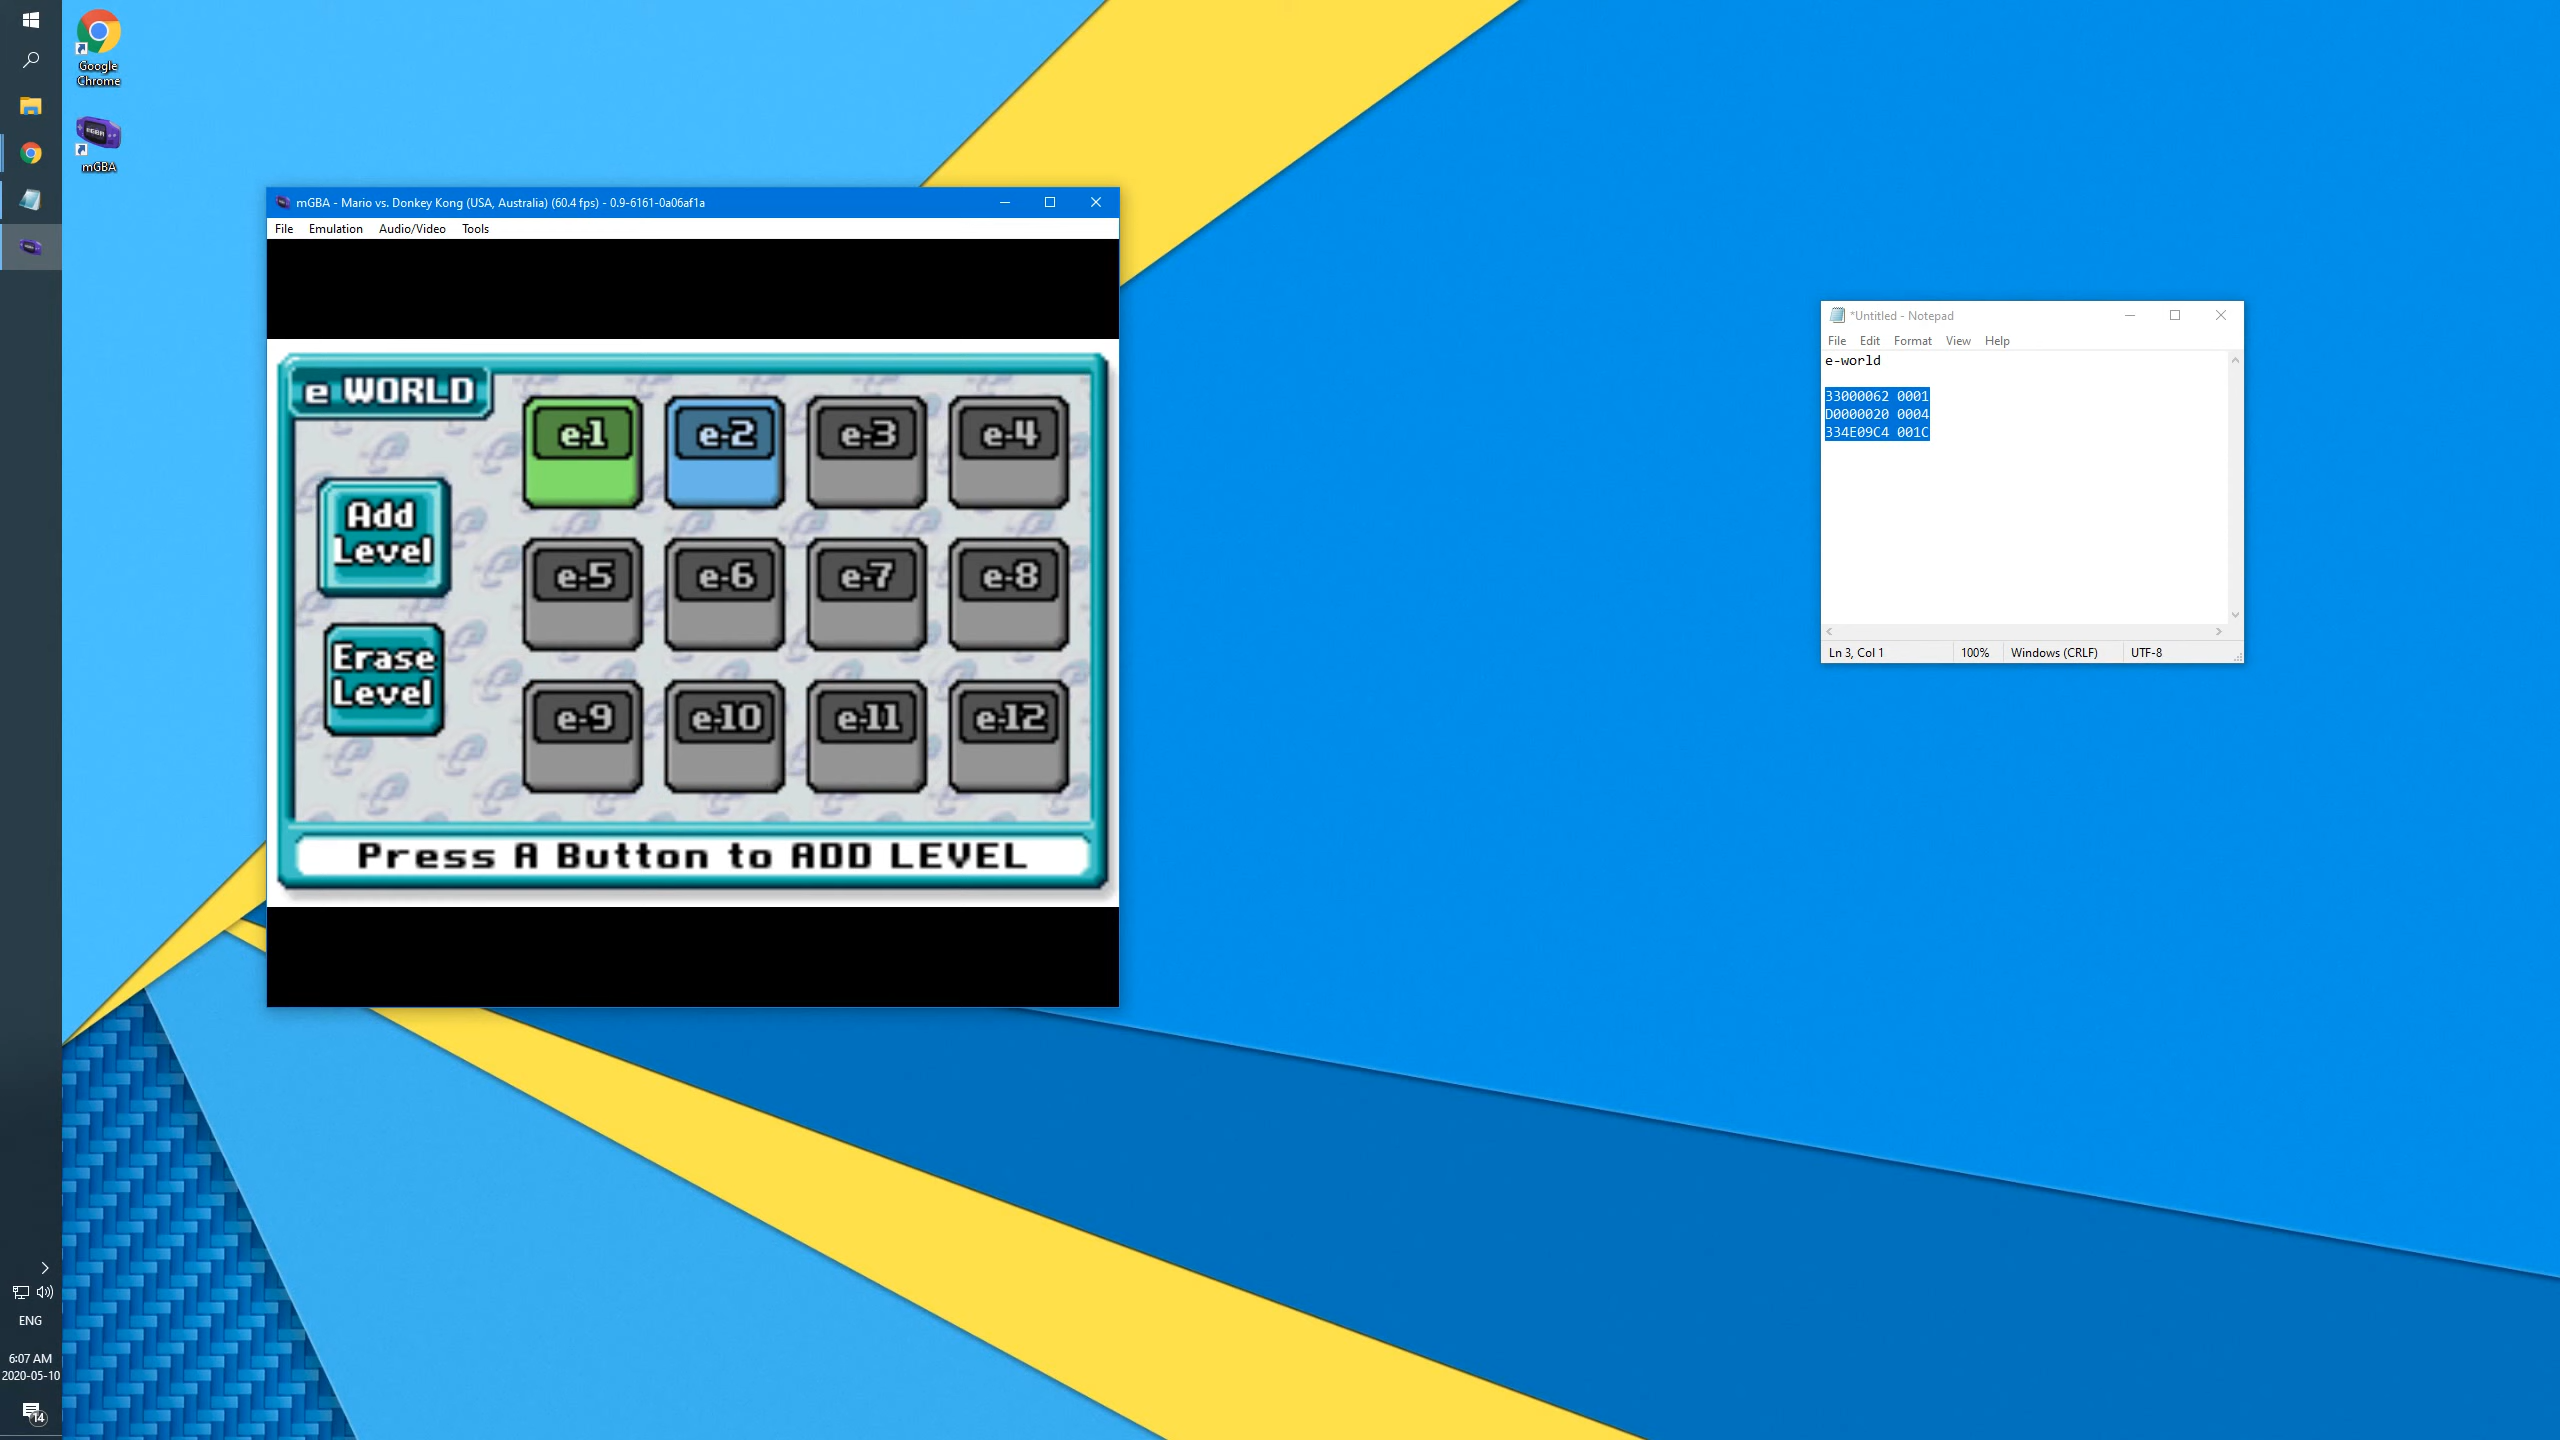 Google
Chrome
mGBA
mGBA - Mario vs. Donkey Kong (USA, Australia) (60.4 fps) - 0.9-6161-0a06af1a
File Emulation Audio/Video Tools
e WORLD
e-1 e-2 e-3 e-4
Add
Level
e-5 e-6 e-7 e-8
Erase
Level
e-9 e-10 e-11 e-12
Press A Button to ADD LEVEL
*Untitled - Notepad
File Edit Format View Help
e-world
33000062 0001
D0000020 0004
334E09C4 001C
Ln 3, Col 1 100% Windows (CRLF) UTF-8
ENG
6:07 AM
2020-05-10
14